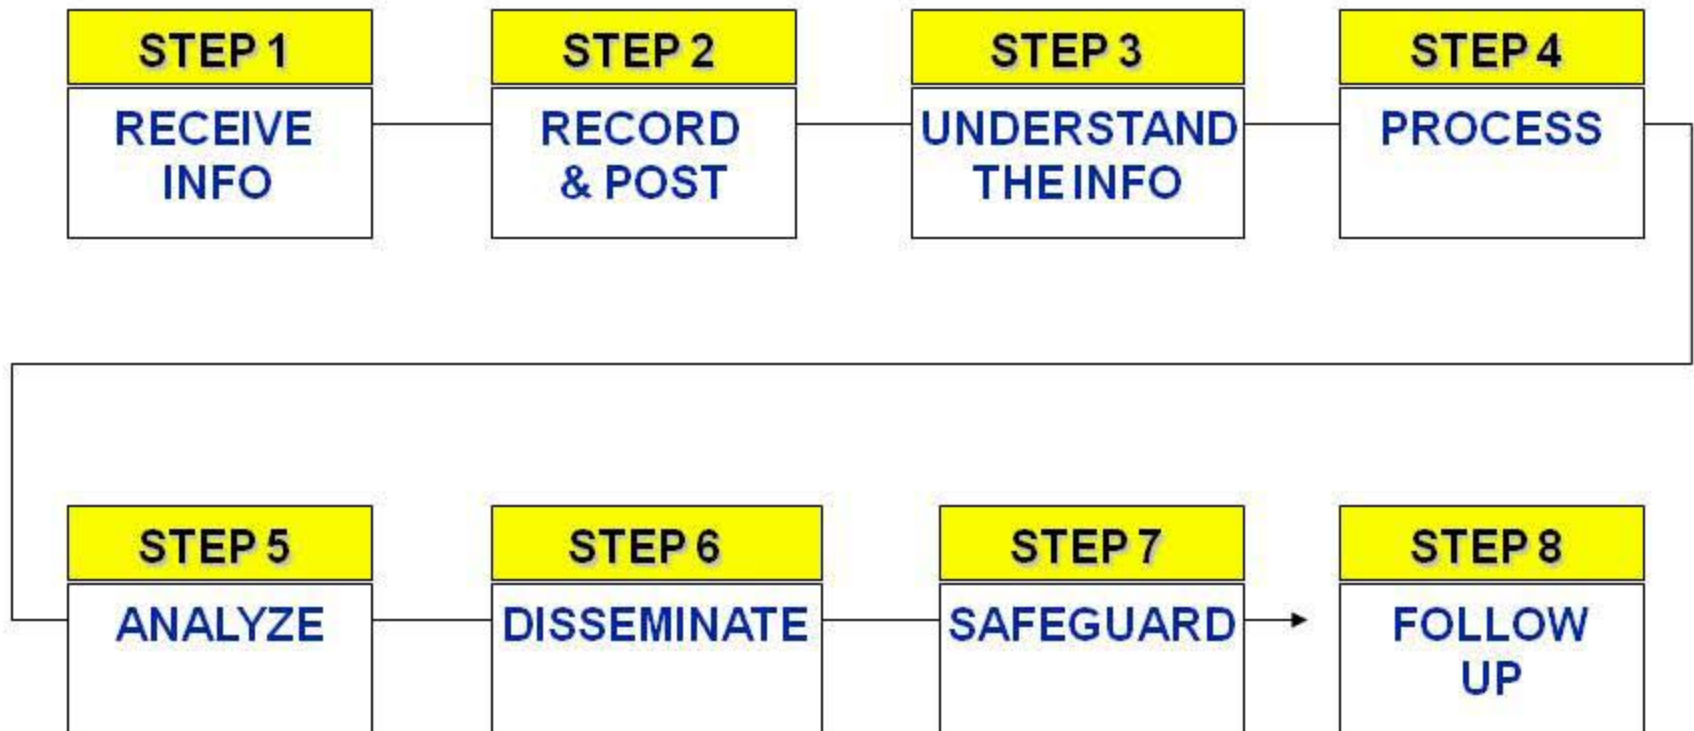 STEP 1
RECEIVE
INFO
STEP 2
RECORD
& POST
STEP 3
UNDERSTAND
THE INFO
STEP 4
PROCESS
STEP 5
ANALYZE
STEP 6
DISSEMINATE
STEP 7
SAFEGUARD
STEP 8
FOLLOW
UP